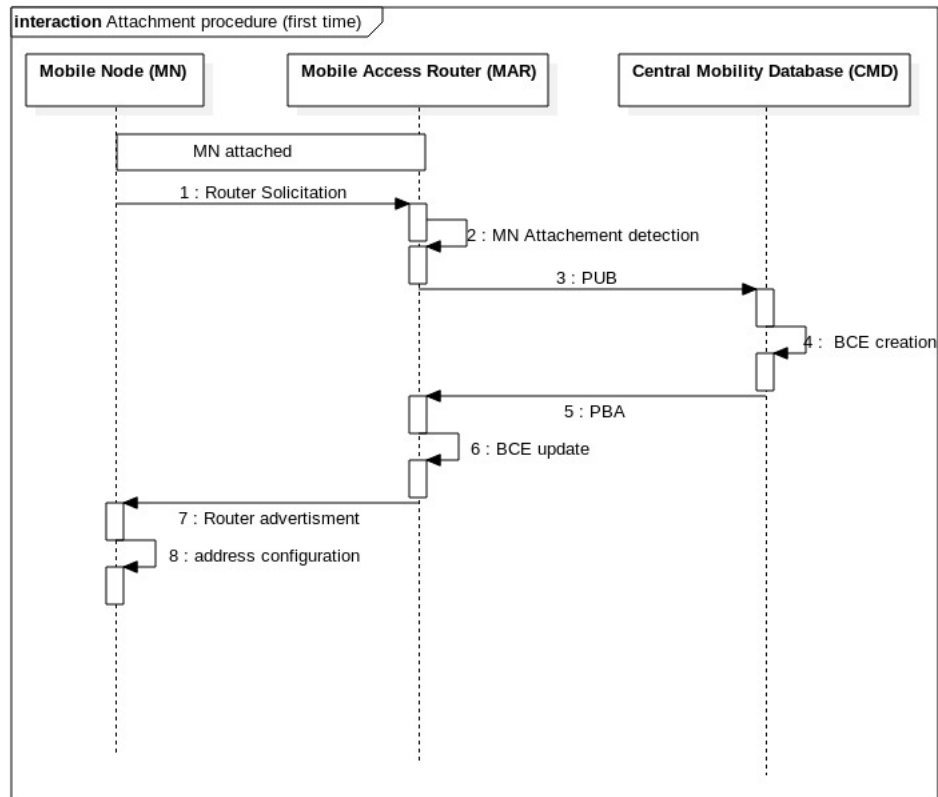 interaction Attachment procedure (first time)
Mobile Node (MN)
Mobile Access Router (MAR)
Central Mobility Database (CMD)
MN attached
1 : Router Solicitation
2 : MN Attachement detection
3 : PUB
4 : BCE creation
5 : PBA
6 : BCE update
7 : Router advertisment
8 : address configuration